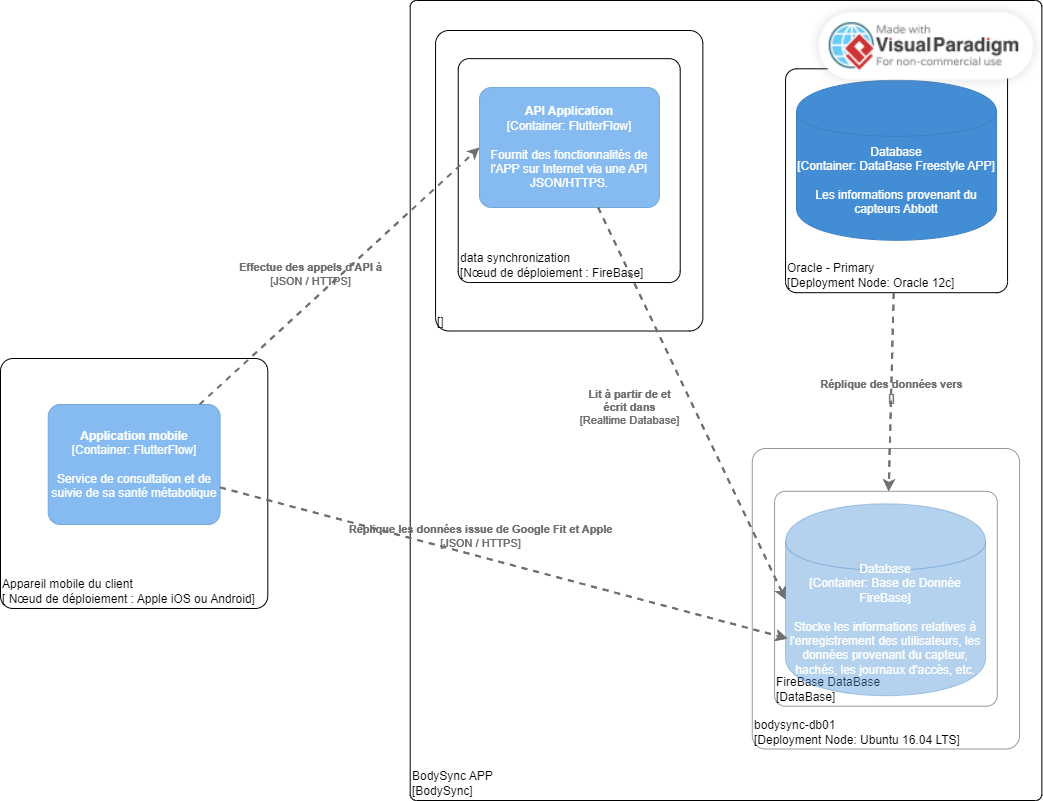 Made with
Visual Paradigm
For non-commercial use
API Application
[Container: FlutterFlow]
Fournit des fonctionnalités de
l'APP sur Internet via une API
JSON/HTTPS.
data synchronization
[Nœud de déploiement : FireBase]
[]
Database
[Container: DataBase Freestyle APP]
Les informations provenant du
capteurs Abbott
Oracle - Primary
[Deployment Node: Oracle 12c]
Effectue des appels d'API à
[JSON / HTTPS]
Réplique des données vers
[]
Lit à partir de et
écrit dans
[Realtime Database]
Application mobile
[Container: FlutterFlow]
Service de consultation et de
suivie de sa santé métabolique
Appareil mobile du client
[ Nœud de déploiement : Apple iOS ou Android]
Replique les données issue de Google Fit et Apple
[JSON / HTTPS]
Database
[Container: Base de Donnée
FireBase]
Stocke les informations relatives à
l'enregistrement des utilisateurs, les
données provenant du capteur,
hachés, les journaux d'accès, etc.
FireBase DataBase
[DataBase]
bodysync-db01
[Deployment Node: Ubuntu 16.04 LTS]
BodySync APP
[BodySync]